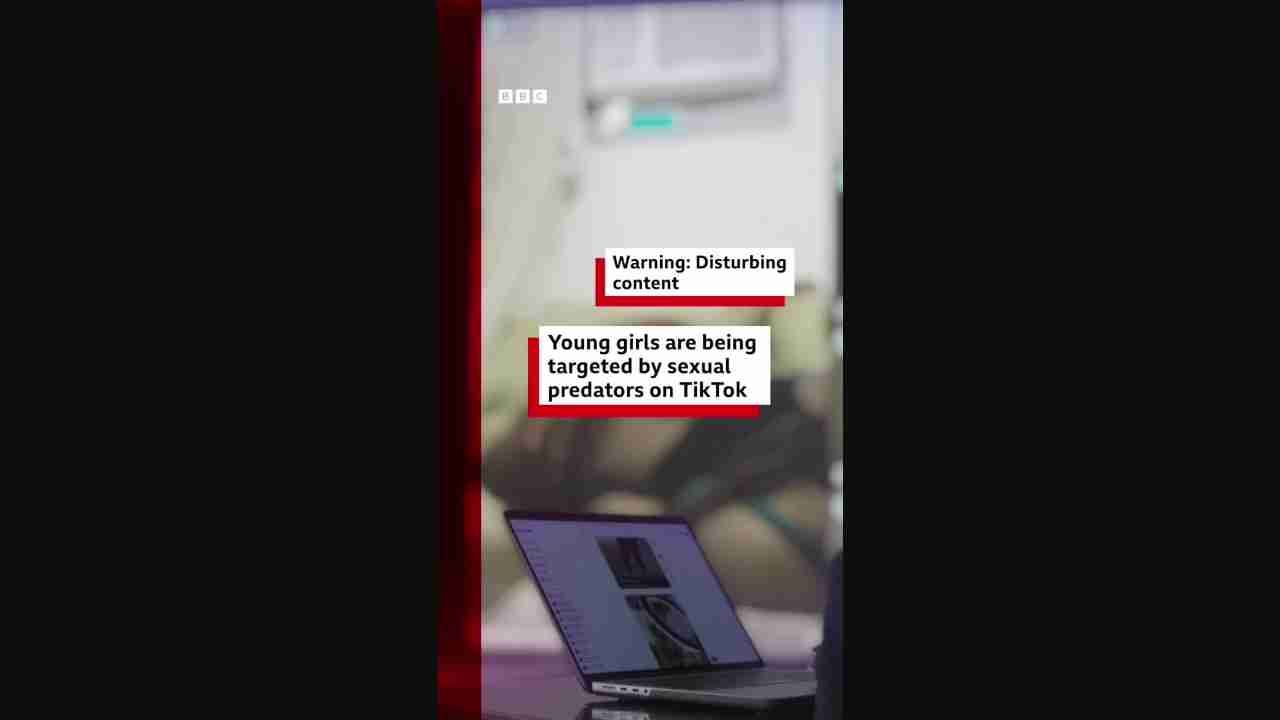 BBC
Warning: Disturbing
content
Young girls are being
targeted by sexual
predators on TikTok